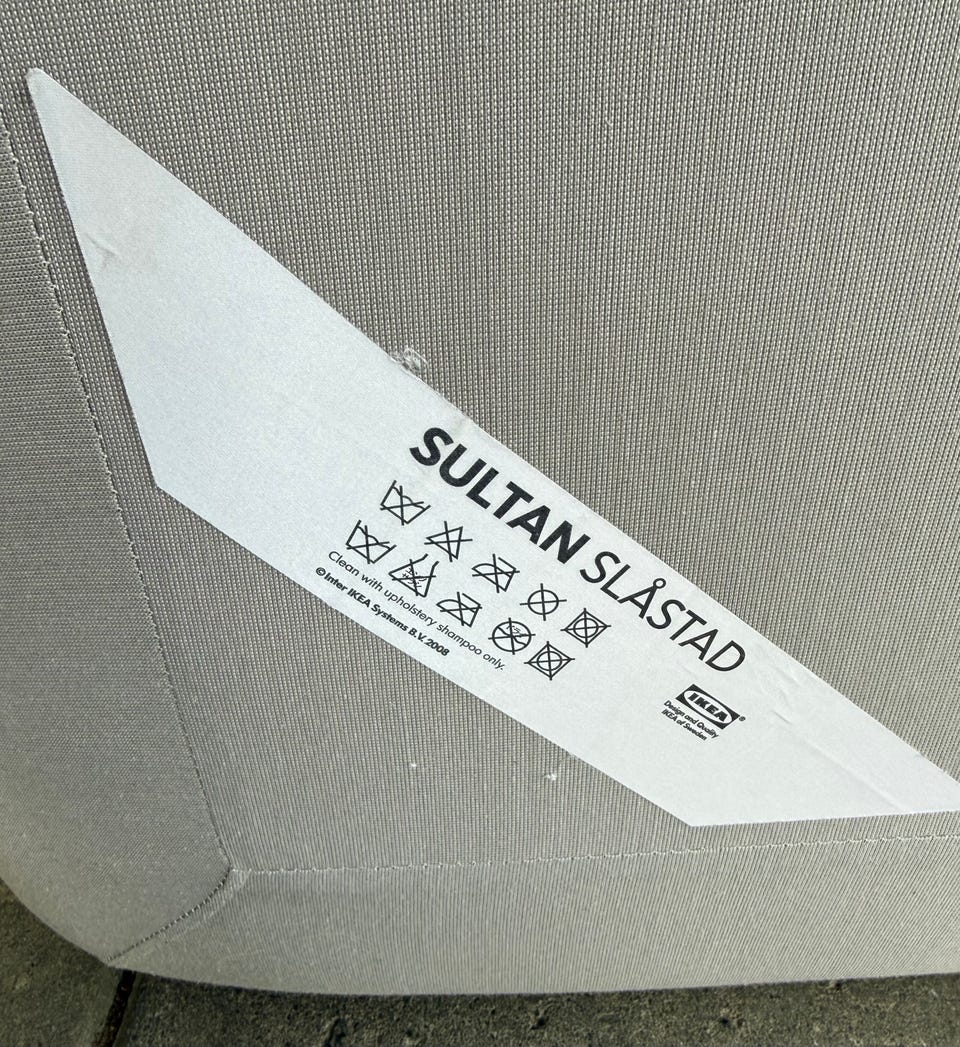 SULTAN SLÅSTAD
Clean with upholstery shampoo only.
© Inter IKEA Systems B.V. 2008
IKEA®
Design and Quality
IKEA of Sweden